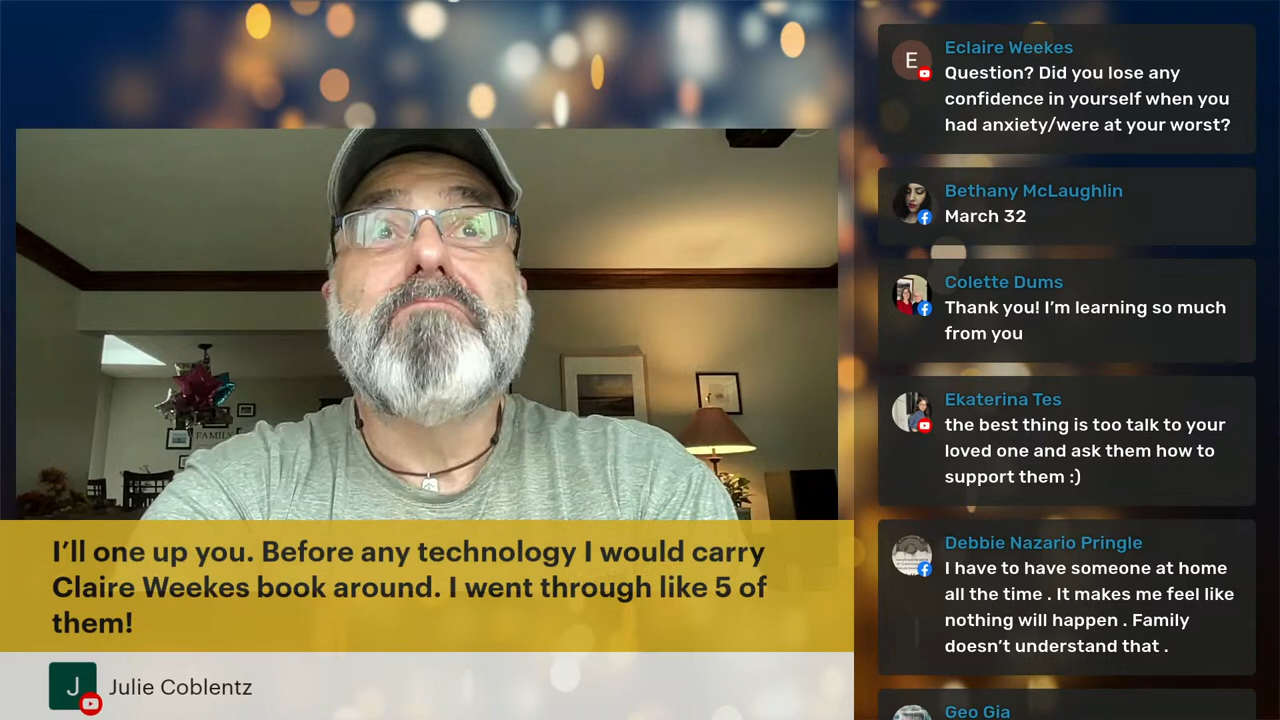 E
Eclaire Weekes
Question? Did you lose any
confidence in yourself when you
had anxiety/were at your worst?
Bethany McLaughlin
March 32
Colette Dums
Thank you! I’m learning so much
from you
Ekaterina Tes
the best thing is too talk to your
loved one and ask them how to
support them :)
Debbie Nazario Pringle
I have to have someone at home
all the time . It makes me feel like
nothing will happen . Family
doesn’t understand that .
Geo Gia
FAMILY
I’ll one up you. Before any technology I would carry
Claire Weekes book around. I went through like 5 of
them!
J
Julie Coblentz